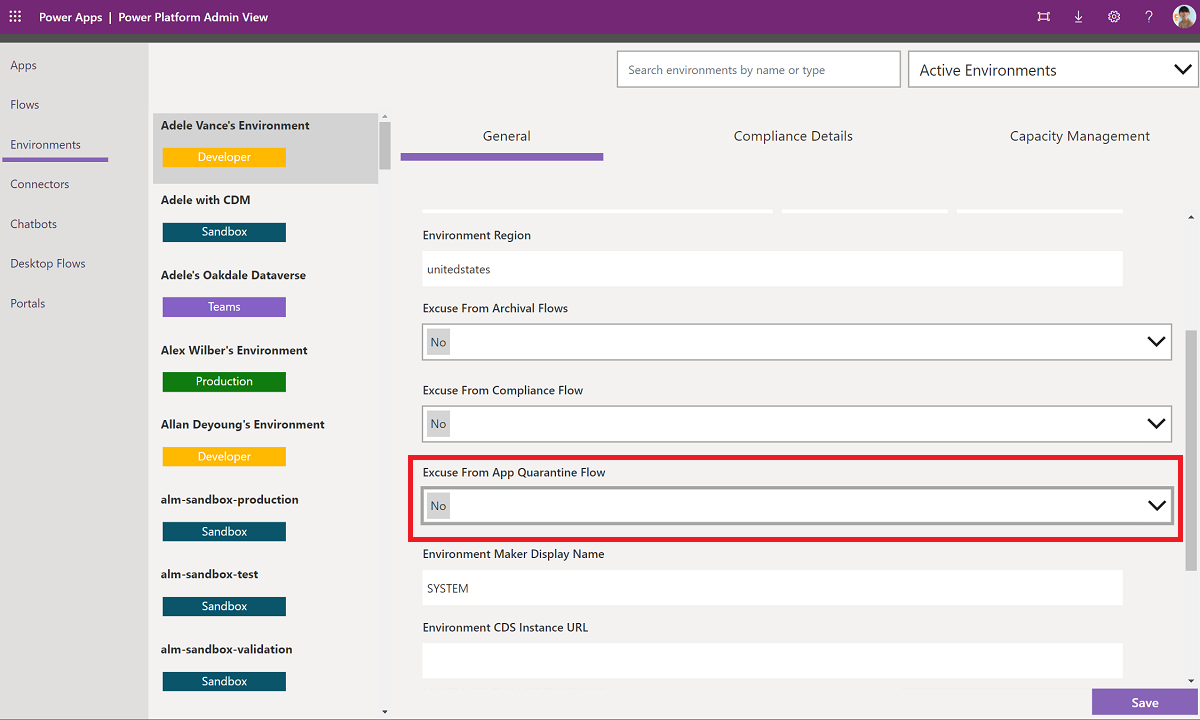 Power Apps | Power Platform Admin View
?
Apps
Flows
Environments
Connectors
Chatbots
Desktop Flows
Portals
Search environments by name or type
Active Environments
Adele Vance's Environment
Developer
Adele with CDM
Sandbox
Adele's Oakdale Dataverse
Teams
Alex Wilber's Environment
Production
Allan Deyoung's Environment
Developer
alm-sandbox-production
Sandbox
alm-sandbox-test
Sandbox
alm-sandbox-validation
Sandbox
General
Compliance Details
Capacity Management
Environment Region
unitedstates
Excuse From Archival Flows
No
Excuse From Compliance Flow
No
Excuse From App Quarantine Flow
No
Environment Maker Display Name
SYSTEM
Environment CDS Instance URL
Save